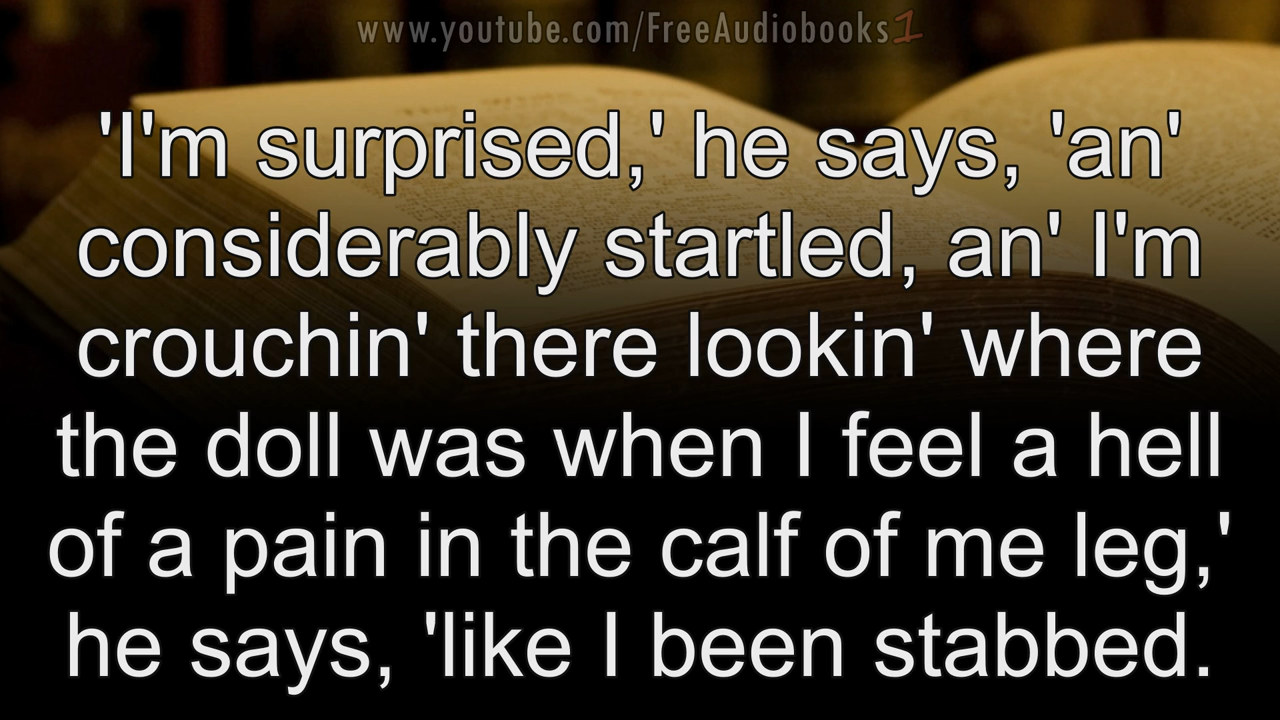 www.youtube.com/FreeAudiobooks1
'I'm surprised,' he says, 'an'
considerably startled, an' I'm
crouchin' there lookin' where
the doll was when I feel a hell
of a pain in the calf of me leg,'
he says, 'like I been stabbed.